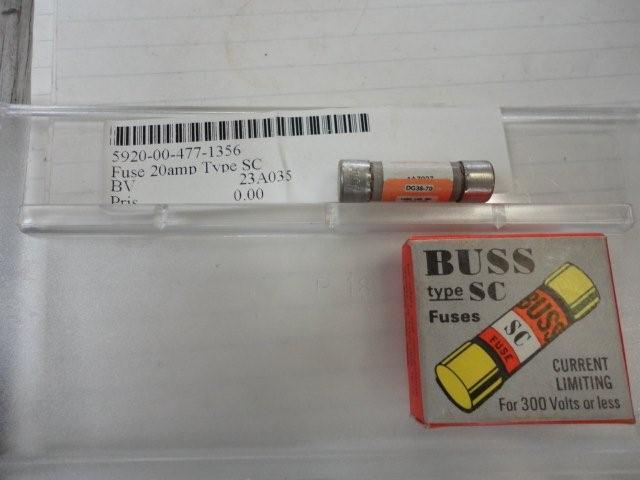 5920-00-477-1356
Fuse 20amp Type SC
BV 23A035
Pris 0.00
DG38-70
BUSS
type SC
Fuses
BUSS
SC
FUSE
CURRENT
LIMITING
For 300 Volts or less